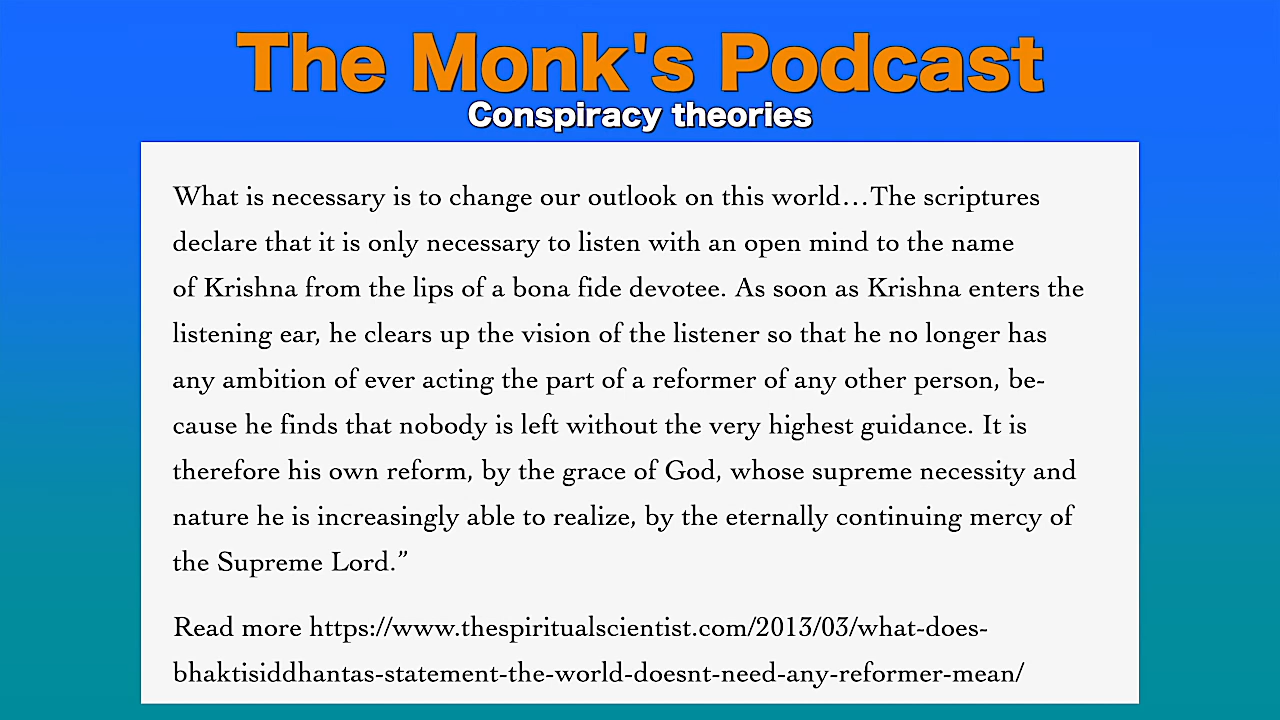 The Monk's Podcast
Conspiracy theories
What is necessary is to change our outlook on this world…The scriptures
declare that it is only necessary to listen with an open mind to the name
of Krishna from the lips of a bona fide devotee. As soon as Krishna enters the
listening ear, he clears up the vision of the listener so that he no longer has
any ambition of ever acting the part of a reformer of any other person, be-
cause he finds that nobody is left without the very highest guidance. It is
therefore his own reform, by the grace of God, whose supreme necessity and
nature he is increasingly able to realize, by the eternally continuing mercy of
the Supreme Lord.”
Read more https://www.thespiritualscientist.com/2013/03/what-does-
bhaktisiddhantas-statement-the-world-doesnt-need-any-reformer-mean/